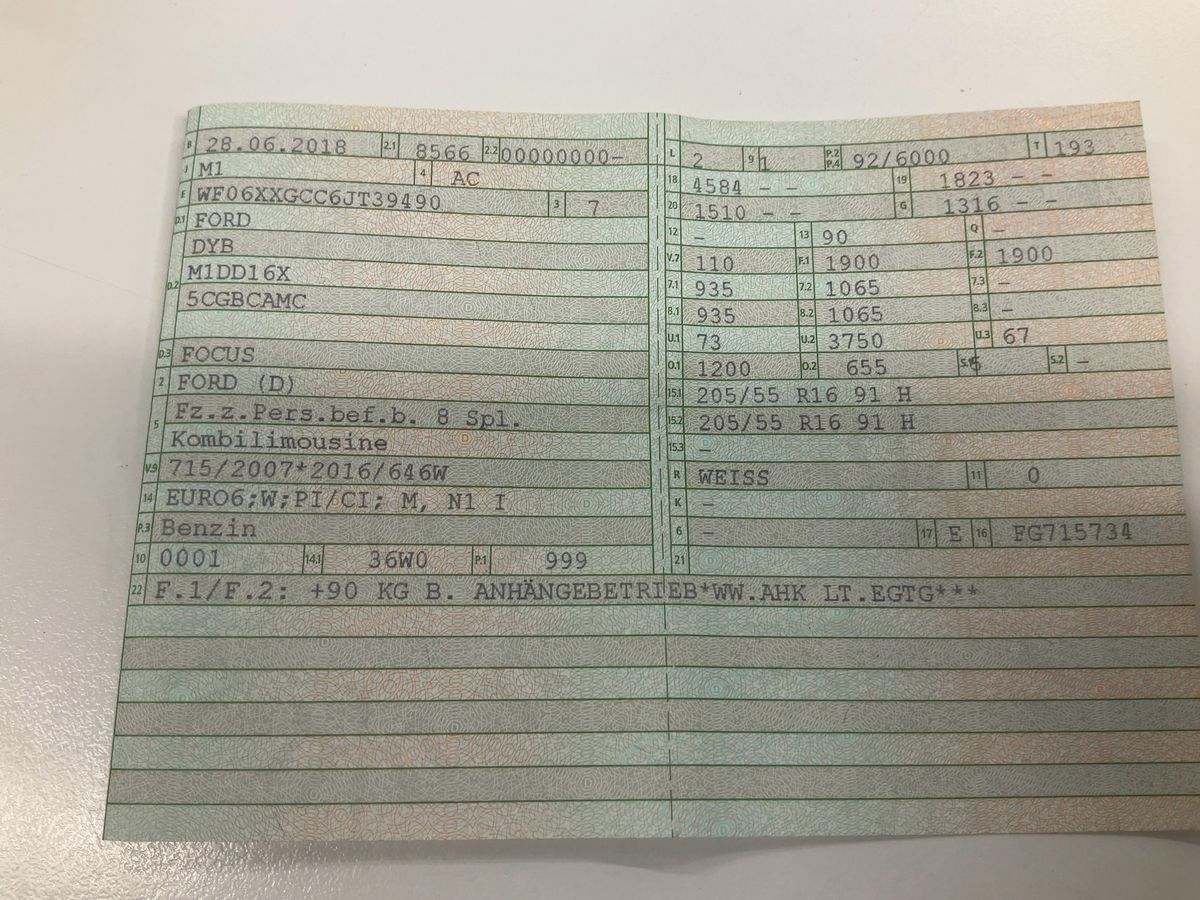 B 28.06.2018 2.1 8566 2.2 00000000-
J M1 4 AC
E WF06XXGCC6JT39490 3 7
D.1 FORD
DYB
D.2 M1DD16X
5CGBCAMC
D.3 FOCUS
2 FORD (D)
5 Fz.z.Pers.bef.b. 8 Spl.
Kombilimousine
V.9 715/2007*2016/646W
14 EURO6;W;PI/CI; M, N1 I
P.3 Benzin
10 0001 14.1 36W0 P.1 999
L 2 9 1 P.2 P.4 92/6000 T 193
18 4584 - - 19 1823 - -
20 1510 - - G 1316 - -
12 - 13 90 Q -
V.7 110 F.1 1900 F.2 1900
7.1 935 7.2 1065 7.3 -
8.1 935 8.2 1065 8.3 -
U.1 73 U.2 3750 U.3 67
O.1 1200 O.2 655 S.1 5 S.2 -
15.1 205/55 R16 91 H
15.2 205/55 R16 91 H
15.3 -
R WEISS 11 0
K -
6 - 17 E 16 FG715734
21
22 F.1/F.2: +90 KG B. ANHÄNGEBETRIEB*WW.AHK LT.EGTG***